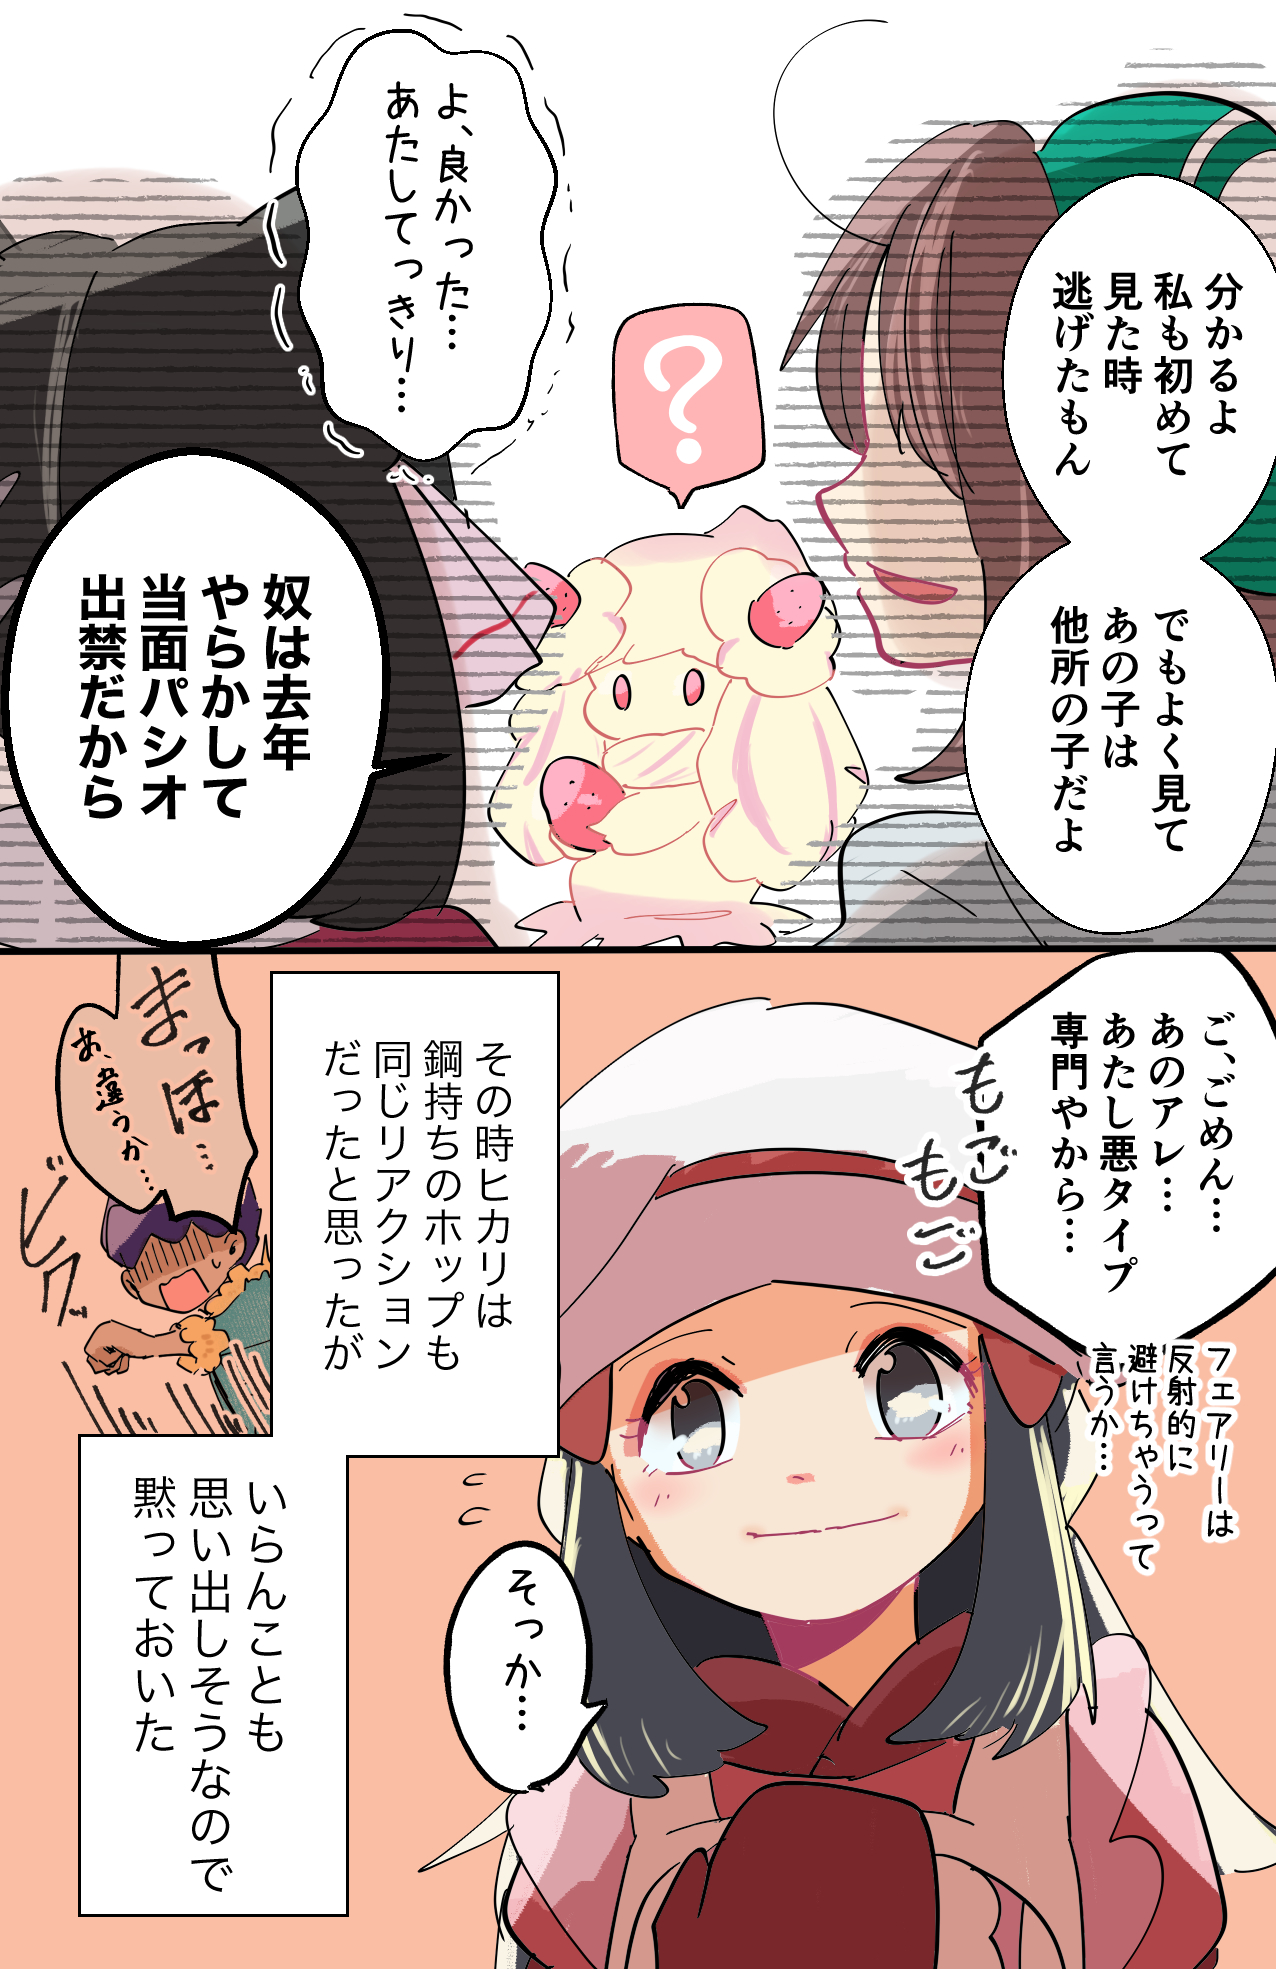 分かるよ
私も初めて
見た時
逃げたもん
でもよく見て
あの子は
他所の子だよ
?
よ、良かった…
あたしてっきり…
奴は去年
やらかして
当面パシオ
出禁だから
ご、ごめん…
あのアレ…
あたし悪タイプ
専門やから…
もご
もご
フェアリーは
反射的に
避けちゃうって
言うか…
そっか…
その時ヒカリは
鋼持ちのホップも
同じリアクション
だったと思ったが
まっほ…
あ、違うか…
ビクッ
いらんことも
思い出しそうなので
黙っておいた